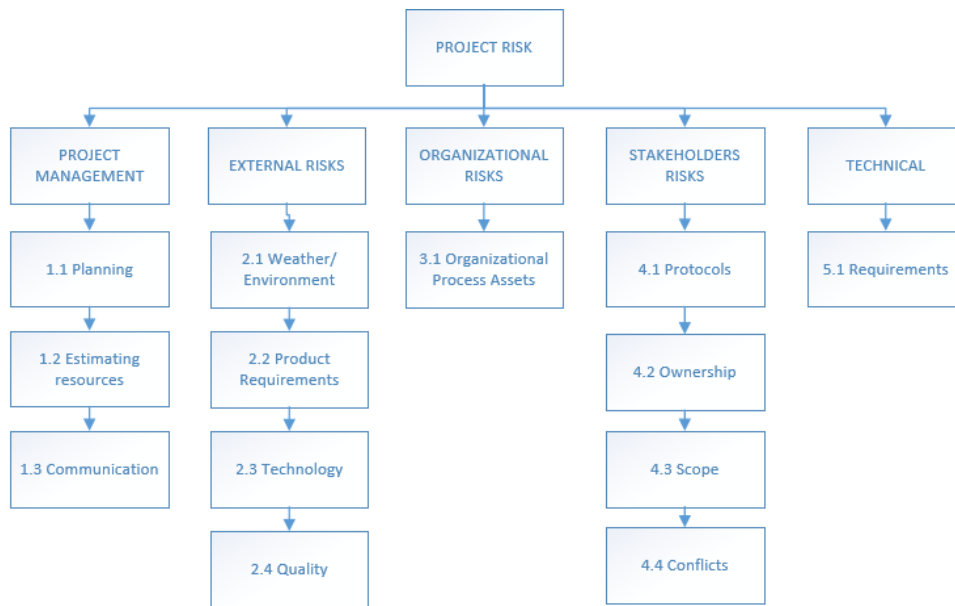 PROJECT RISK
PROJECT
MANAGEMENT
EXTERNAL RISKS
ORGANIZATIONAL
RISKS
STAKEHOLDERS
RISKS
TECHNICAL
1.1 Planning
2.1 Weather/
Environment
3.1 Organizational
Process Assets
4.1 Protocols
5.1 Requirements
1.2 Estimating
resources
2.2 Product
Requirements
4.2 Ownership
1.3 Communication
2.3 Technology
4.3 Scope
2.4 Quality
4.4 Conflicts